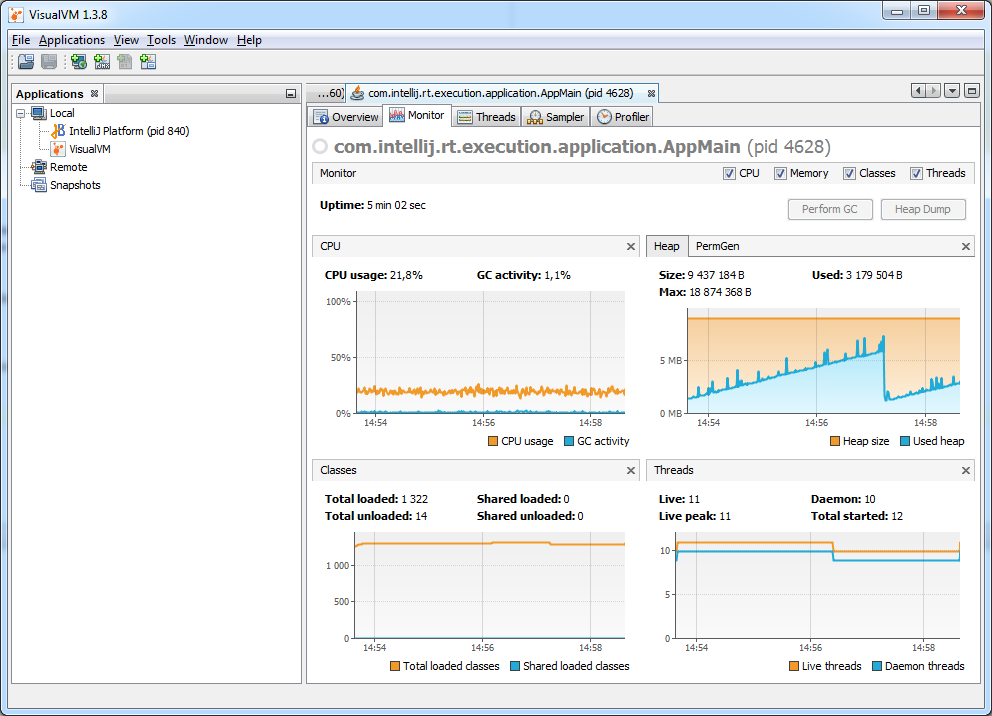 VisualVM 1.3.8
File Applications View Tools Window Help
Applications
Local
IntelliJ Platform (pid 840)
VisualVM
Remote
Snapshots
...60) com.intellij.rt.execution.application.AppMain (pid 4628)
Overview Monitor Threads Sampler Profiler
com.intellij.rt.execution.application.AppMain (pid 4628)
Monitor CPU Memory Classes Threads
Uptime: 5 min 02 sec
Perform GC Heap Dump
CPU
CPU usage: 21,8% GC activity: 1,1%
100%
50%
0%
14:54 14:56 14:58
CPU usage GC activity
Heap PermGen
Size: 9 437 184 B Used: 3 179 504 B
Max: 18 874 368 B
5 MB
0 MB
14:54 14:56 14:58
Heap size Used heap
Classes
Total loaded: 1 322 Shared loaded: 0
Total unloaded: 14 Shared unloaded: 0
1 000
500
0
14:54 14:56 14:58
Total loaded classes Shared loaded classes
Threads
Live: 11 Daemon: 10
Live peak: 11 Total started: 12
10
5
0
14:54 14:56 14:58
Live threads Daemon threads